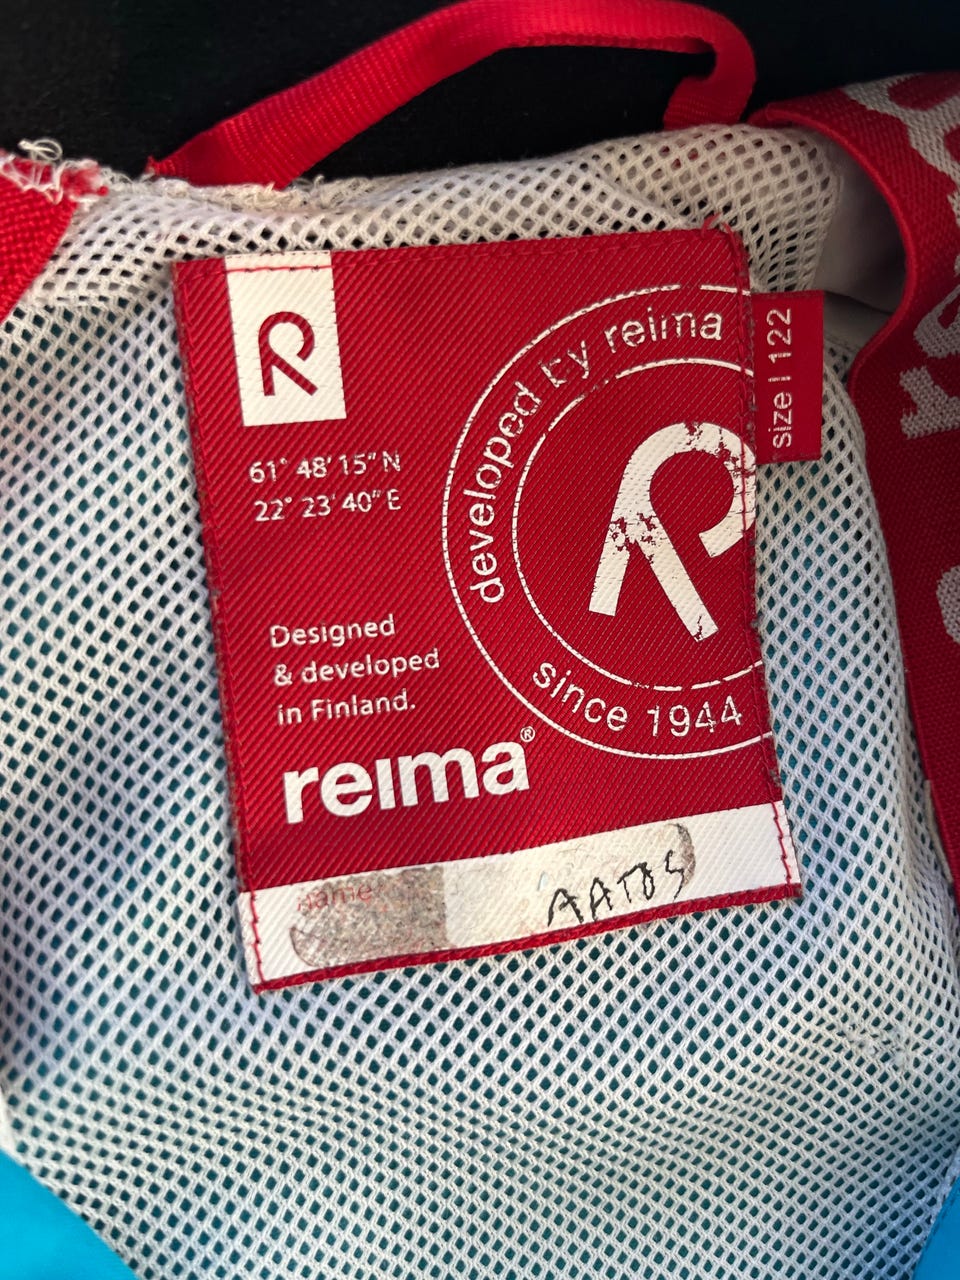 R
61° 48' 15" N
22° 23' 40" E
developed by reima
since 1944
size | 122
Designed
& developed
in Finland.
reima®
name
AATOS